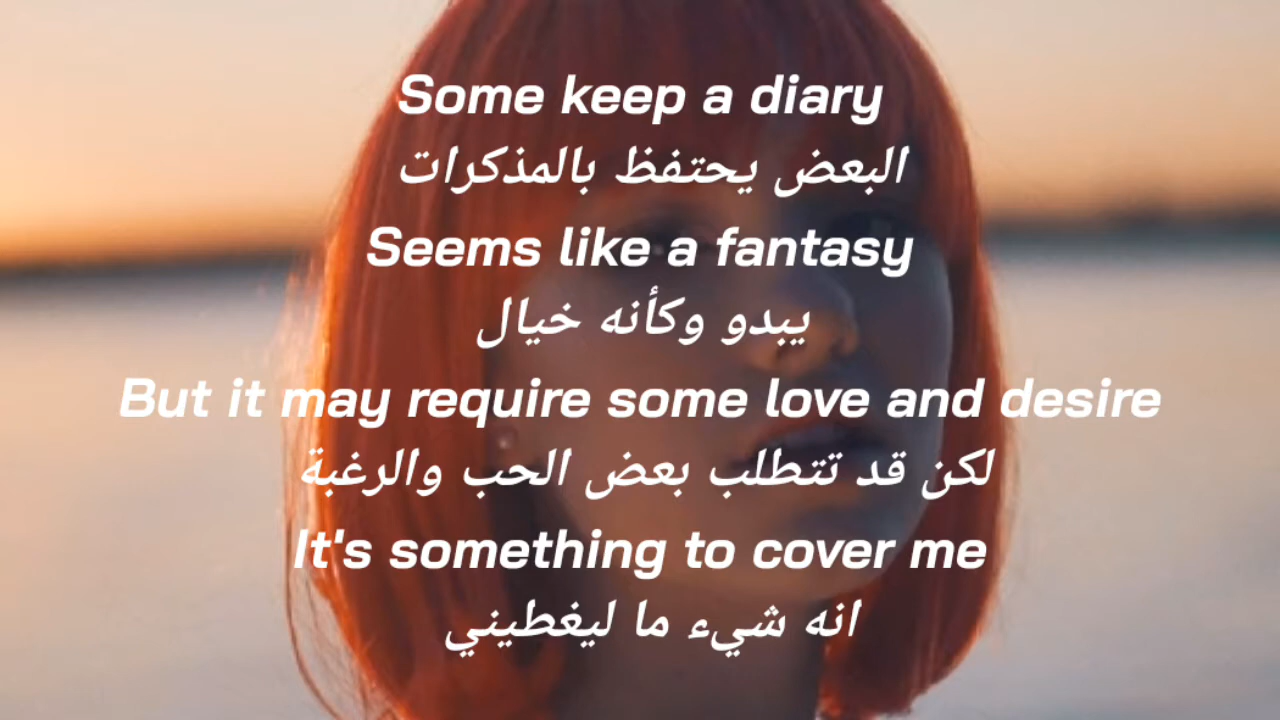 Some keep a diary
البعض يحتفظ بالمذكرات
Seems like a fantasy
يبدو وكأنه خيال
But it may require some love and desire
لكن قد تتطلب بعض الحب والرغبة
It's something to cover me
انه شيء ما ليغطيني